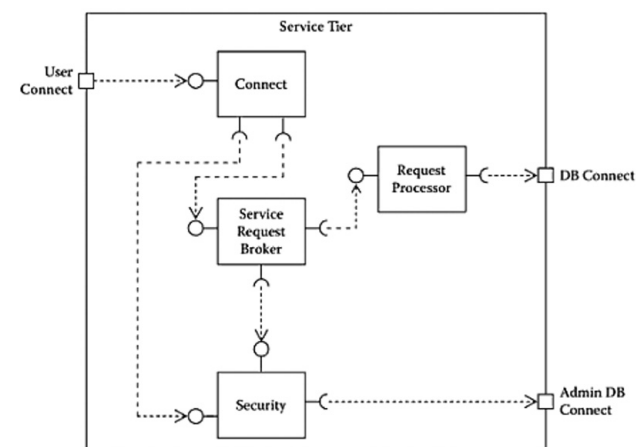 Service Tier
User
Connect
Connect
Request
Processor
DB Connect
Service
Request
Broker
Security
Admin DB
Connect